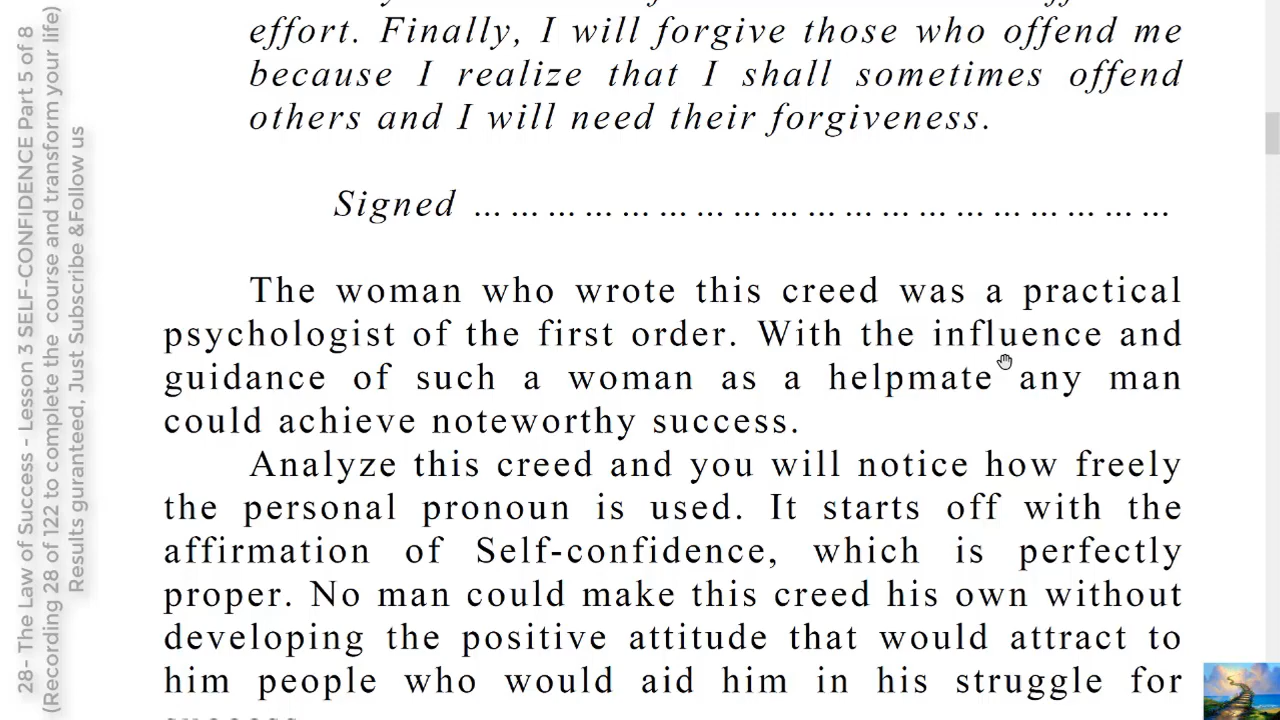 effort. Finally, I will forgive those who offend me
because I realize that I shall sometimes offend
others and I will need their forgiveness.
Signed ... ... ... ... ... ... ... ... ... ... ... ... ... ... ... ... ... ... ...
The woman who wrote this creed was a practical
psychologist of the first order. With the influence and
guidance of such a woman as a helpmate any man
could achieve noteworthy success.
Analyze this creed and you will notice how freely
the personal pronoun is used. It starts off with the
affirmation of Self-confidence, which is perfectly
proper. No man could make this creed his own without
developing the positive attitude that would attract to
him people who would aid him in his struggle for
28- The Law of Success - Lesson 3 SELF-CONFIDENCE Part 5 of 8
(Recording 28 of 122 to complete the course and transform your life)
Results guranteed, Just Subscribe &Follow us